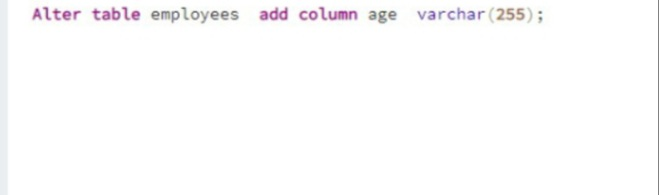 Alter table employees  add column age  varchar(255);